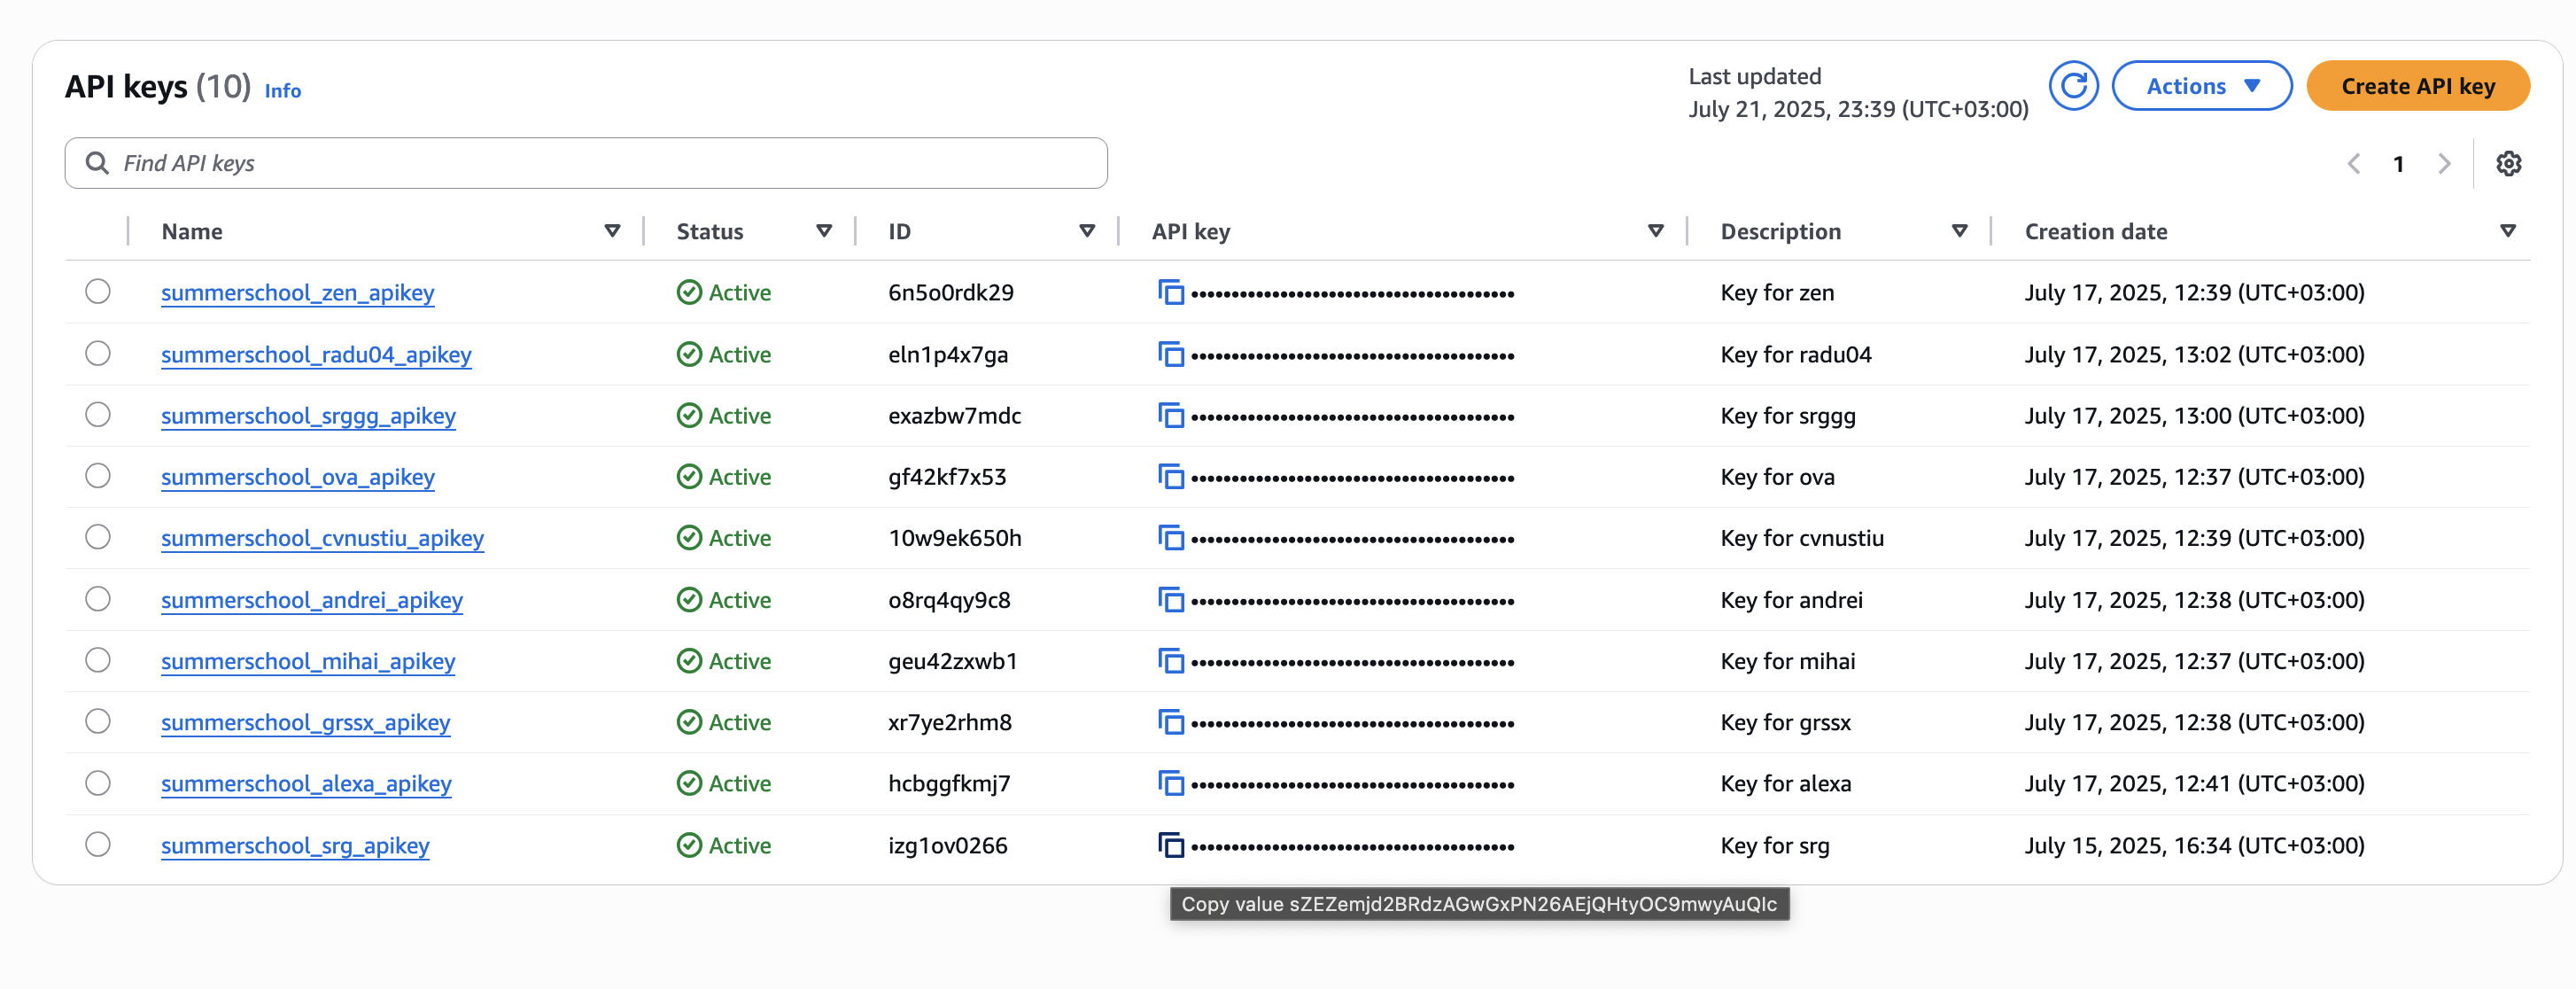 API keys (10) Info
Last updated
July 21, 2025, 23:39 (UTC+03:00)
Actions
Create API key
Find API keys
1
Name Status ID API key Description Creation date
summerschool_zen_apikey Active 6n5o0rdk29 •••••••••••••••••••••••••••••••••••••••• Key for zen July 17, 2025, 12:39 (UTC+03:00)
summerschool_radu04_apikey Active eln1p4x7ga •••••••••••••••••••••••••••••••••••••••• Key for radu04 July 17, 2025, 13:02 (UTC+03:00)
summerschool_srggg_apikey Active exazbw7mdc •••••••••••••••••••••••••••••••••••••••• Key for srggg July 17, 2025, 13:00 (UTC+03:00)
summerschool_ova_apikey Active gf42kf7x53 •••••••••••••••••••••••••••••••••••••••• Key for ova July 17, 2025, 12:37 (UTC+03:00)
summerschool_cvnustiu_apikey Active 10w9ek650h •••••••••••••••••••••••••••••••••••••••• Key for cvnustiu July 17, 2025, 12:39 (UTC+03:00)
summerschool_andrei_apikey Active o8rq4qy9c8 •••••••••••••••••••••••••••••••••••••••• Key for andrei July 17, 2025, 12:38 (UTC+03:00)
summerschool_mihai_apikey Active geu42zxwb1 •••••••••••••••••••••••••••••••••••••••• Key for mihai July 17, 2025, 12:37 (UTC+03:00)
summerschool_grssx_apikey Active xr7ye2rhm8 •••••••••••••••••••••••••••••••••••••••• Key for grssx July 17, 2025, 12:38 (UTC+03:00)
summerschool_alexa_apikey Active hcbggfkmj7 •••••••••••••••••••••••••••••••••••••••• Key for alexa July 17, 2025, 12:41 (UTC+03:00)
summerschool_srg_apikey Active izg1ov0266 •••••••••••••••••••••••••••••••••••••••• Key for srg July 15, 2025, 16:34 (UTC+03:00)
Copy value sZEZemjd2BRdzAGwGxPN26AEjQHtyOC9mwyAuQIc